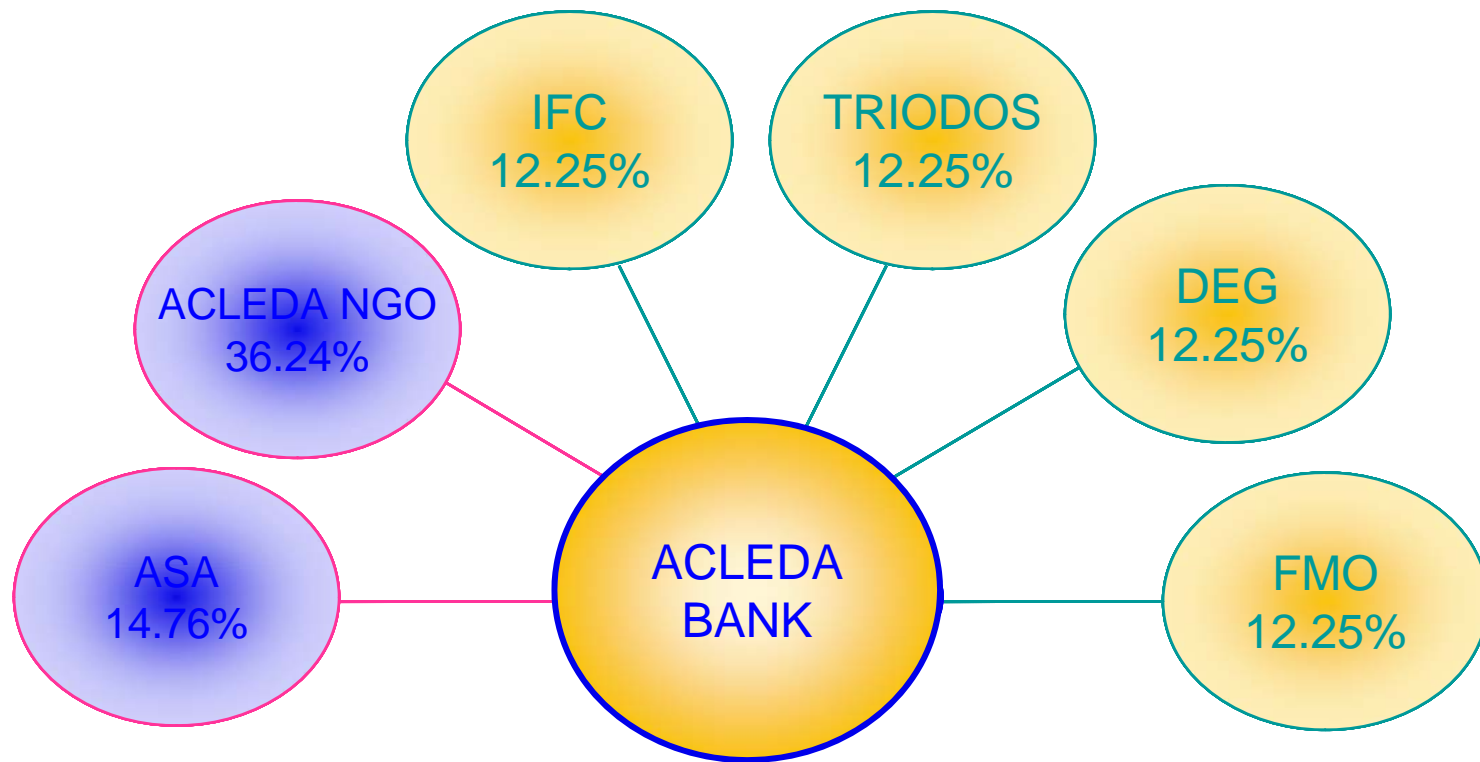 IFC
12.25%
TRIODOS
12.25%
ACLEDA NGO
36.24%
DEG
12.25%
ASA
14.76%
ACLEDA
BANK
FMO
12.25%